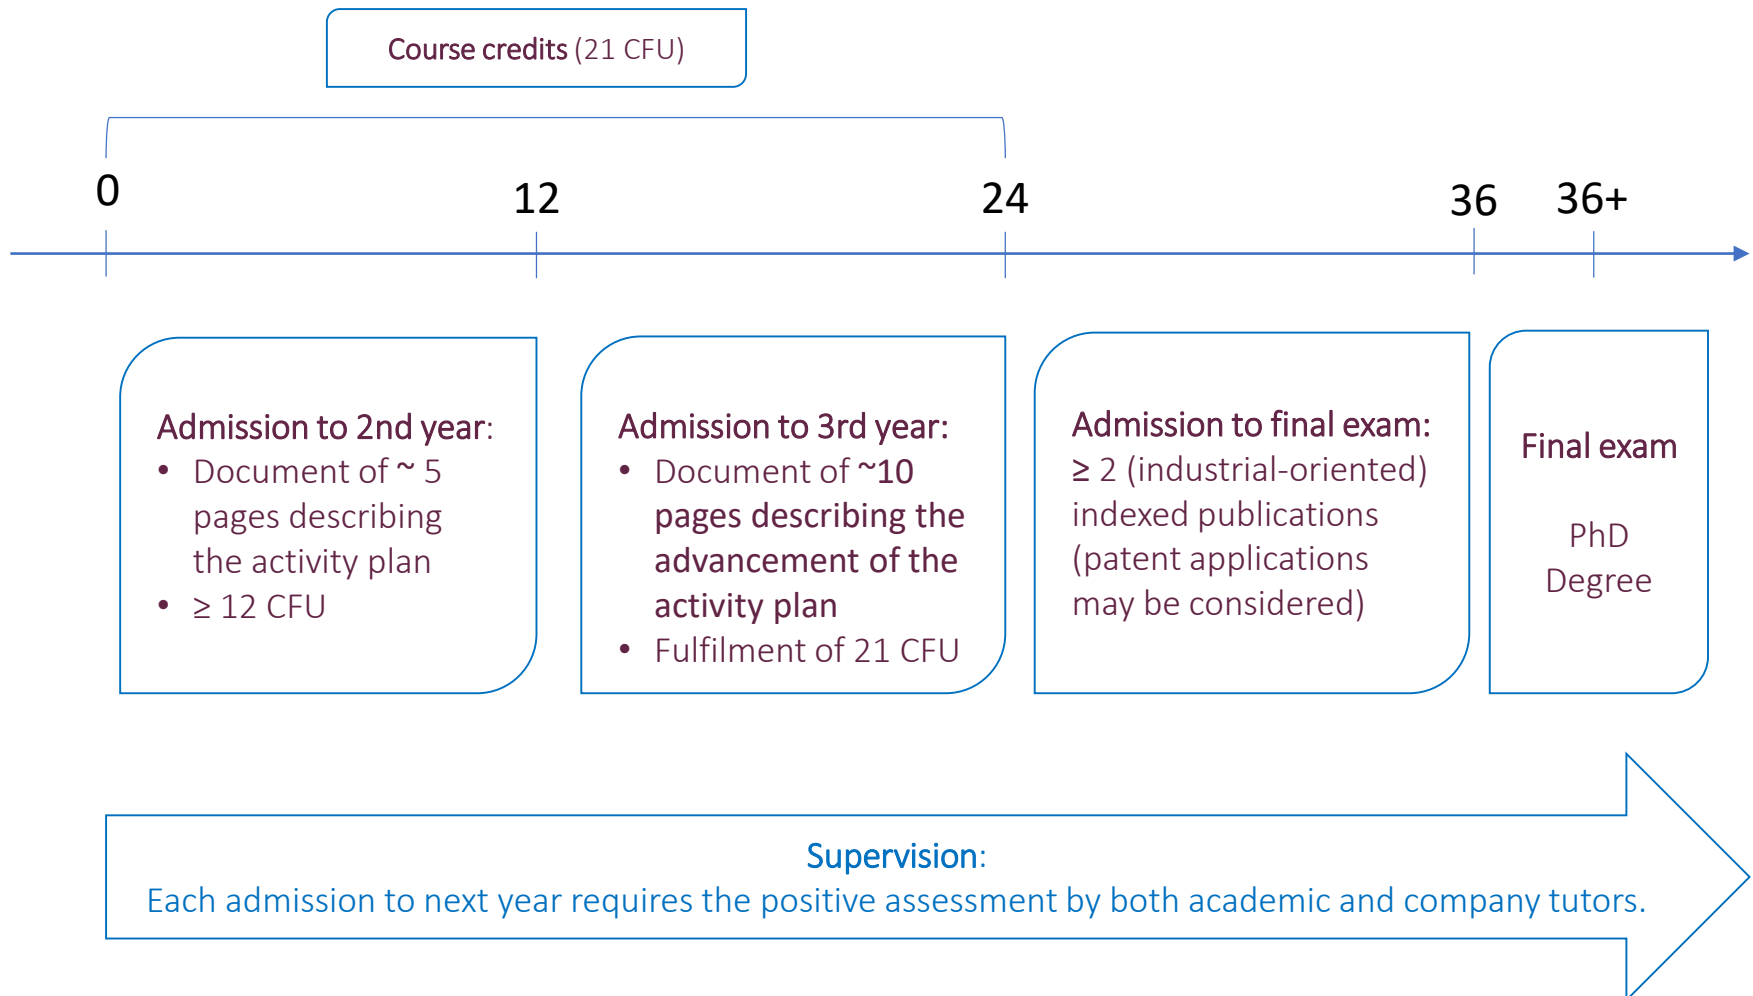 Course credits (21 CFU)
0
12
24
36
36+
Admission to 2nd year:
• Document of ~ 5
pages describing
the activity plan
• ≥ 12 CFU
Admission to 3rd year:
• Document of ~10
pages describing the
advancement of the
activity plan
• Fulfilment of 21 CFU
Admission to final exam:
≥ 2 (industrial-oriented)
indexed publications
(patent applications
may be considered)
Final exam
PhD
Degree
Supervision:
Each admission to next year requires the positive assessment by both academic and company tutors.